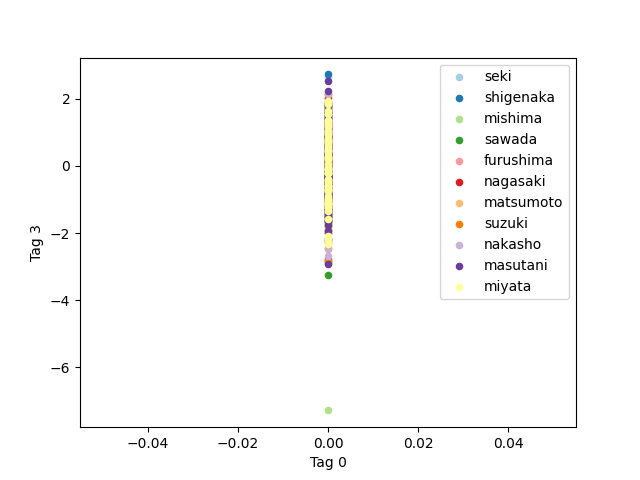 seki
shigenaka
mishima
sawada
furushima
nagasaki
matsumoto
suzuki
nakasho
masutani
miyata
2
0
−2
−4
−6
Tag 3
−0.04
−0.02
0.00
0.02
0.04
Tag 0